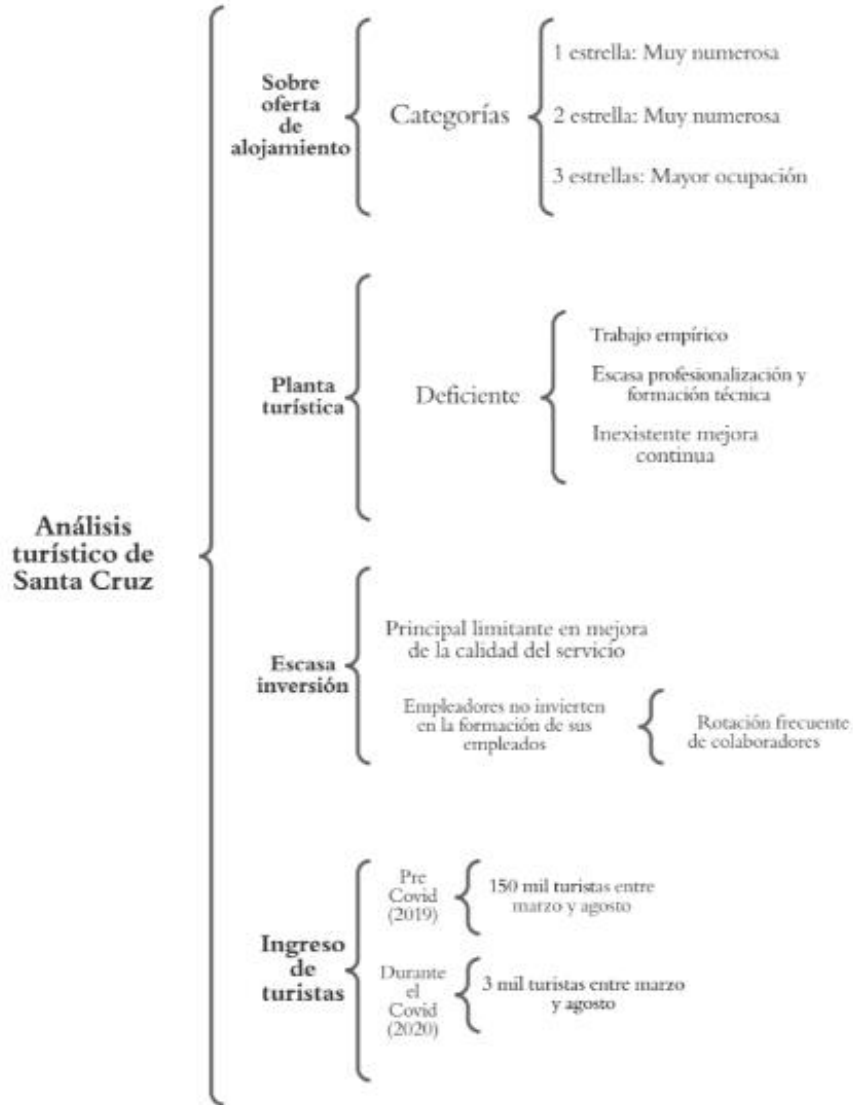 Análisis
turístico de
Santa Cruz
Sobre
oferta
de
alojamiento
Categorías
1 estrella: Muy numerosa
2 estrella: Muy numerosa
3 estrellas: Mayor ocupación
Planta
turística
Deficiente
Trabajo empírico
Escasa profesionalización y
formación técnica
Inexistente mejora
continua
Escasa
inversión
Principal limitante en mejora
de la calidad del servicio
Empleadores no invierten
en la formación de sus
empleados
Rotación frecuente
de colaboradores
Ingreso
de
turistas
Pre
Covid
(2019)
150 mil turistas entre
marzo y agosto
Durante
el
Covid
(2020)
3 mil turistas entre marzo
y agosto